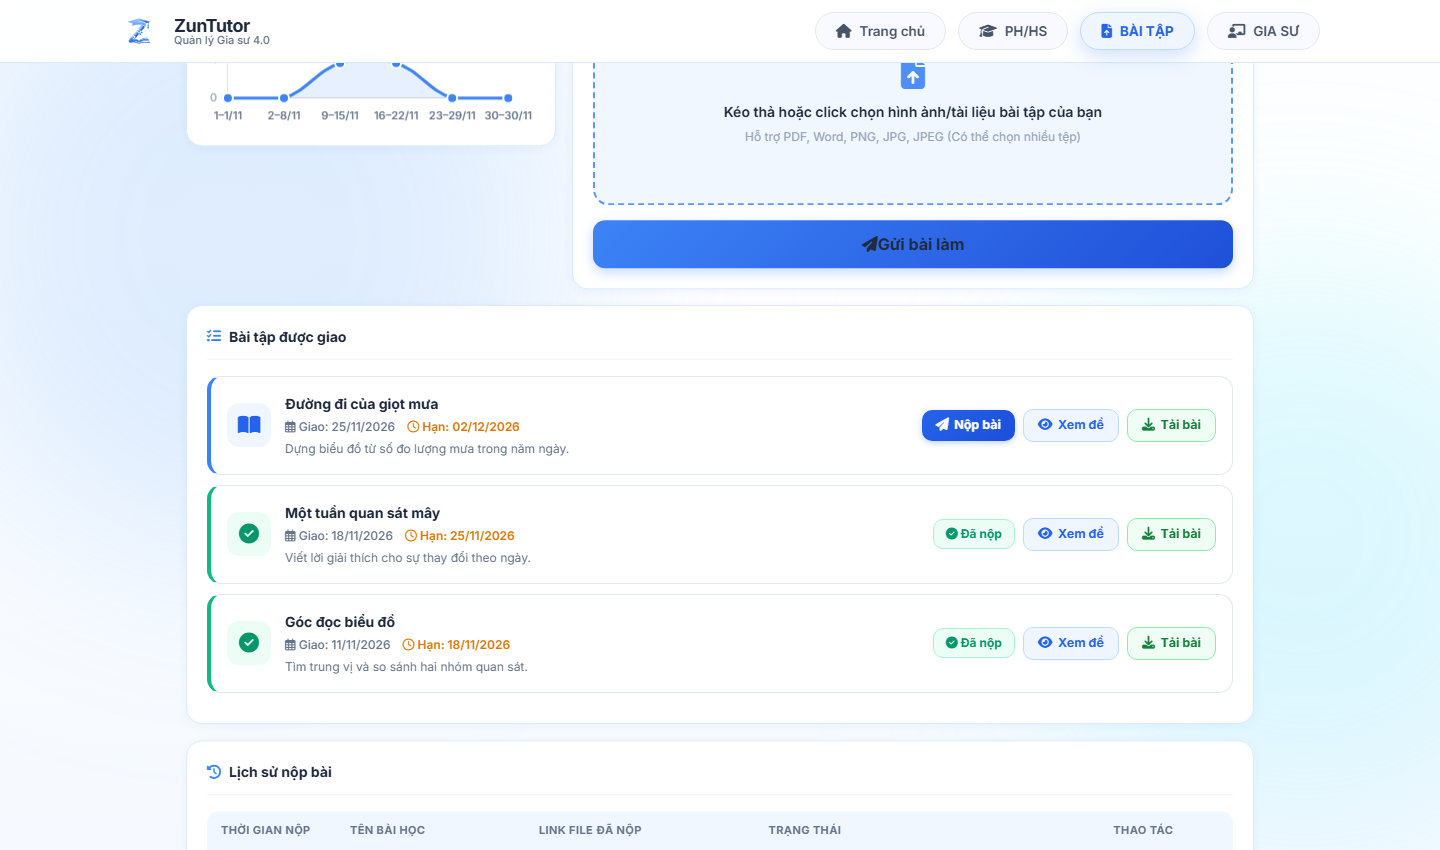 ZunTutor
Quản lý Gia sư 4.0
Trang chủ
PH/HS
BÀI TẬP
GIA SƯ
0
1–1/11
2–8/11
9–15/11
16–22/11
23–29/11
30–30/11
Kéo thả hoặc click chọn hình ảnh/tài liệu bài tập của bạn
Hỗ trợ PDF, Word, PNG, JPG, JPEG (Có thể chọn nhiều tệp)
Gửi bài làm
Bài tập được giao
Đường đi của giọt mưa
Giao: 25/11/2026 Hạn: 02/12/2026
Dựng biểu đồ từ số đo lượng mưa trong năm ngày.
Nộp bài
Xem đề
Tải bài
Một tuần quan sát mây
Giao: 18/11/2026 Hạn: 25/11/2026
Viết lời giải thích cho sự thay đổi theo ngày.
Đã nộp
Xem đề
Tải bài
Góc đọc biểu đồ
Giao: 11/11/2026 Hạn: 18/11/2026
Tìm trung vị và so sánh hai nhóm quan sát.
Đã nộp
Xem đề
Tải bài
Lịch sử nộp bài
THỜI GIAN NỘP
TÊN BÀI HỌC
LINK FILE ĐÃ NỘP
TRẠNG THÁI
THAO TÁC